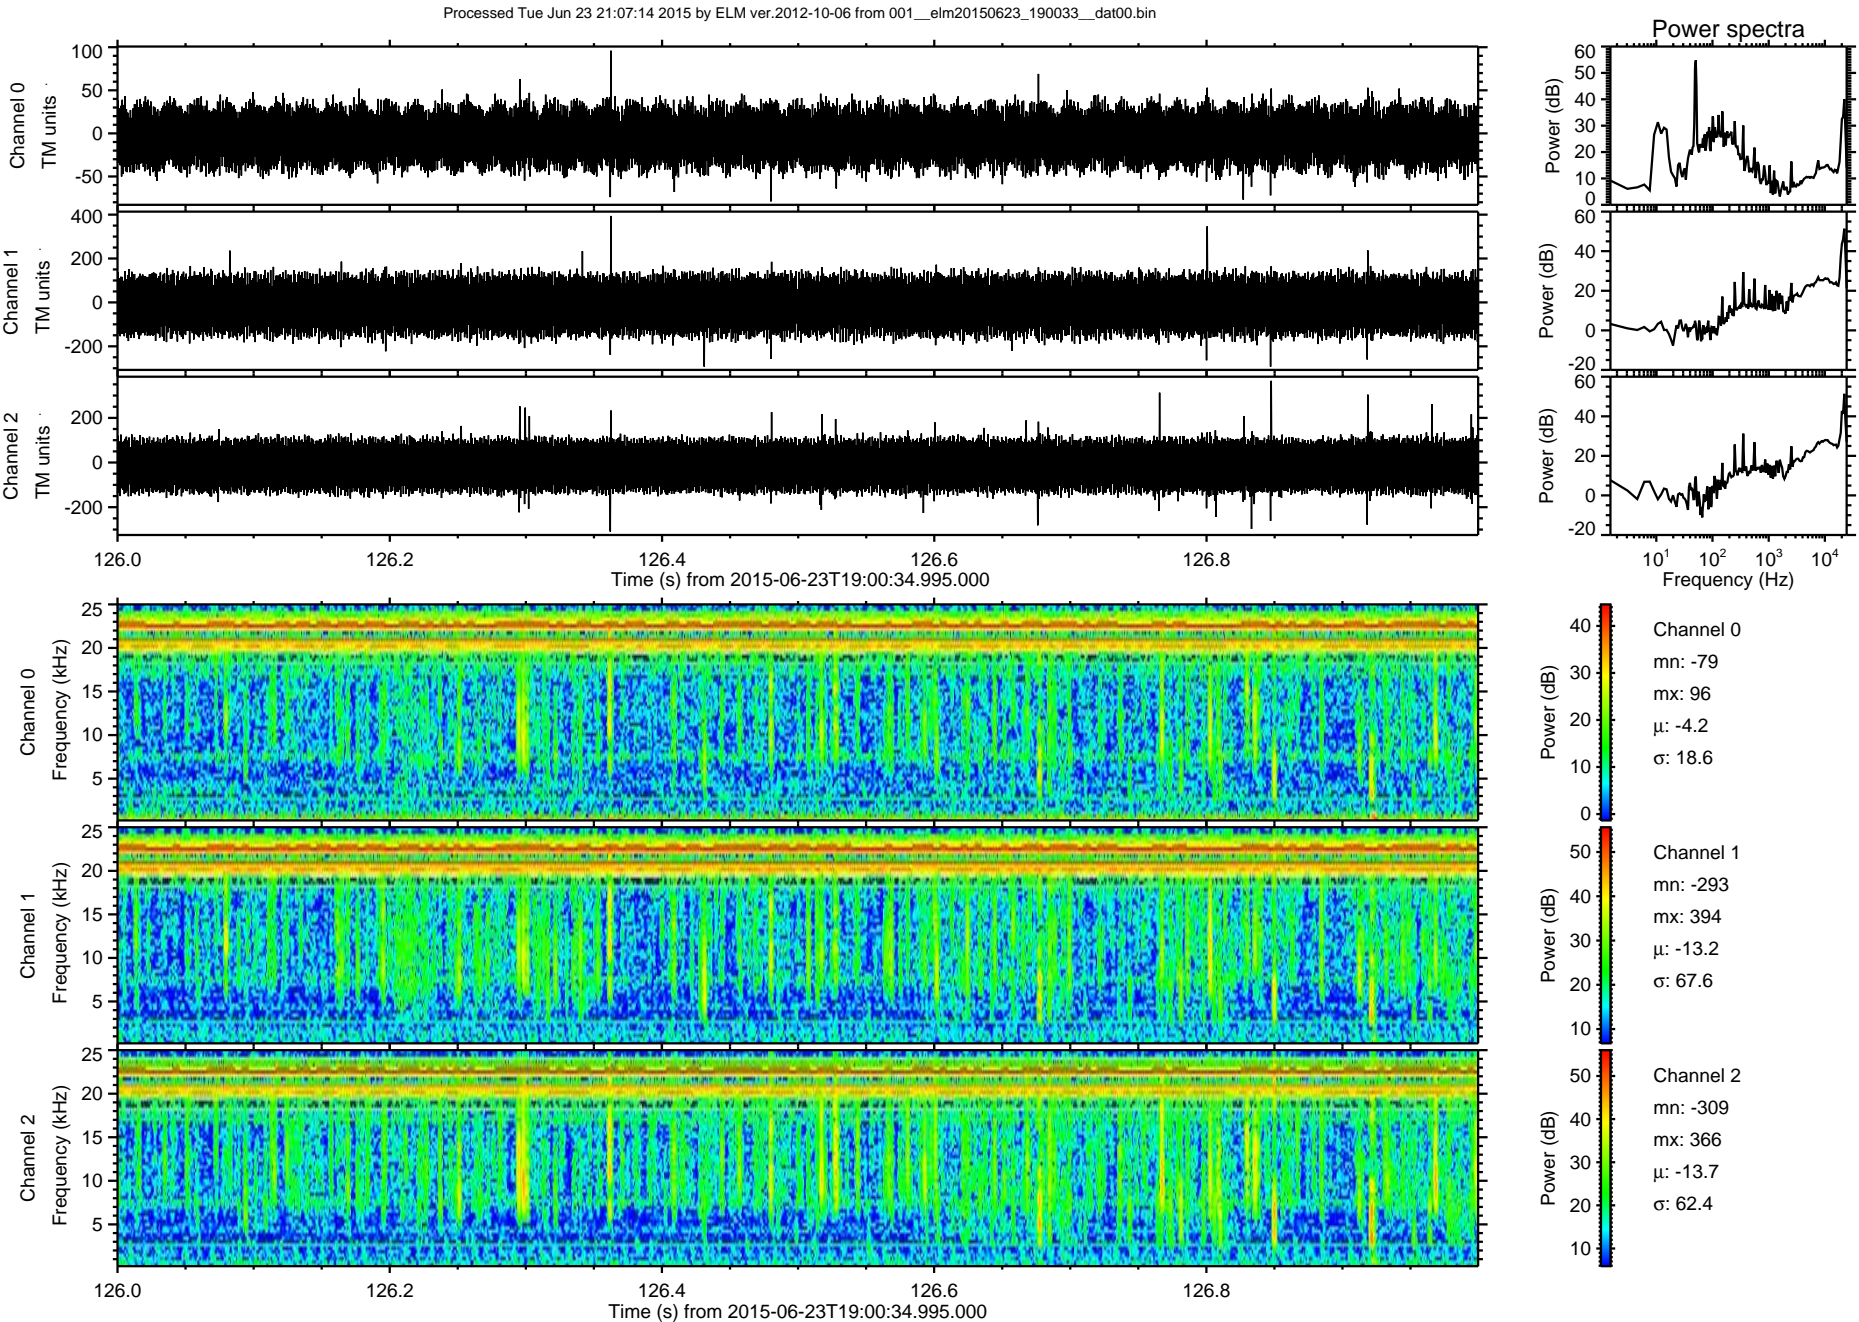 Processed Tue Jun 23 21:07:14 2015 by ELM ver.2012-10-06 from 001__elm20150623_190033__dat00.bin
Power spectra
Channel 0
TM units
100
50
0
-50
Power (dB)
60
50
40
30
20
10
0
Channel 1
TM units
400
200
0
-200
Power (dB)
60
40
20
0
-20
Channel 2
TM units
200
0
-200
Power (dB)
60
40
20
0
-20
126.0 126.2 126.4 126.6 126.8
Time (s) from 2015-06-23T19:00:34.995.000
10^1 10^2 10^3 10^4
Frequency (Hz)
Channel 0
Frequency (kHz)
25
20
15
10
5
Power (dB)
40
30
20
10
0
Channel 0
mn: -79
mx: 96
μ: -4.2
σ: 18.6
Channel 1
Frequency (kHz)
25
20
15
10
5
Power (dB)
50
40
30
20
10
Channel 1
mn: -293
mx: 394
μ: -13.2
σ: 67.6
Channel 2
Frequency (kHz)
25
20
15
10
5
Power (dB)
50
40
30
20
10
Channel 2
mn: -309
mx: 366
μ: -13.7
σ: 62.4
126.0 126.2 126.4 126.6 126.8
Time (s) from 2015-06-23T19:00:34.995.000